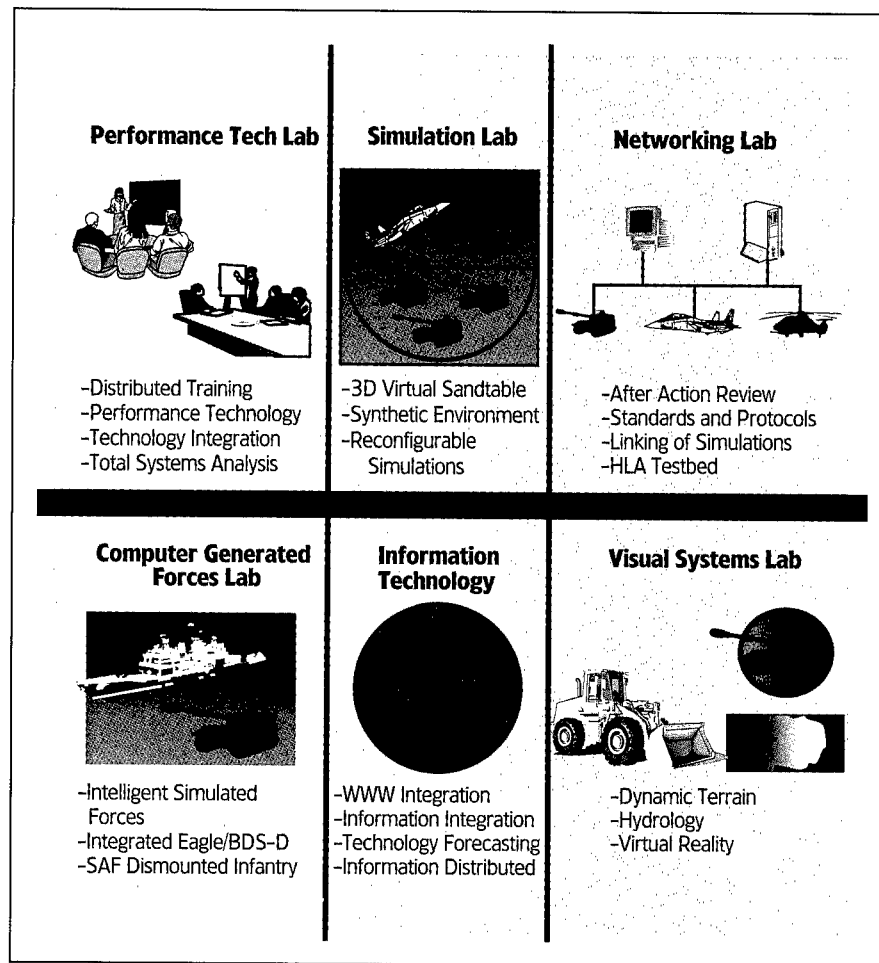 Performance Tech Lab
-Distributed Training
-Performance Technology
-Technology Integration
-Total Systems Analysis
Simulation Lab
-3D Virtual Sandtable
-Synthetic Environment
-Reconfigurable
Simulations
Networking Lab
-After Action Review
-Standards and Protocols
-Linking of Simulations
-HLA Testbed
Computer Generated
Forces Lab
-Intelligent Simulated
Forces
-Integrated Eagle/BDS-D
-SAF Dismounted Infantry
Information
Technology
-WWW Integration
-Information Integration
-Technology Forecasting
-Information Distributed
Visual Systems Lab
-Dynamic Terrain
-Hydrology
-Virtual Reality